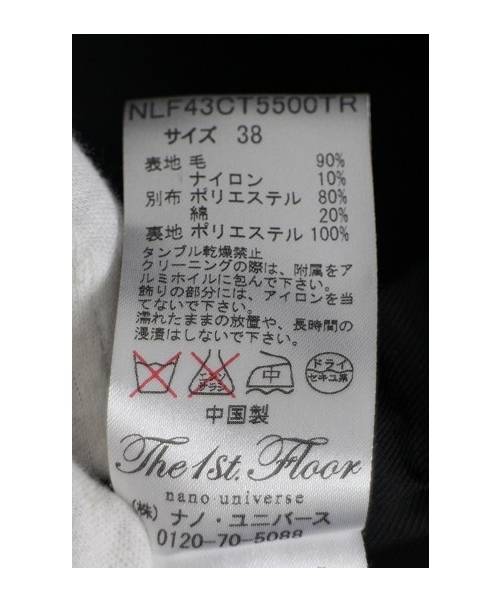 NLF43CT5500TR
サイズ 38
表地 毛 90%
ナイロン 10%
別布 ポリエステル 80%
綿 20%
裏地 ポリエステル 100%
タンブル乾燥禁止
クリーニングの際は、附属をア
ルミホイルに包んで下さい。
飾りの部分には、アイロンを当
てないで下さい。
濡れたままの放置や、長時間の
浸漬はしないで下さい。
エンソ サラシ 中 ドライ セキユ系
中国製
The 1st. Floor
nano·universe
(株) ナノ・ユニバース
0120-70-5088